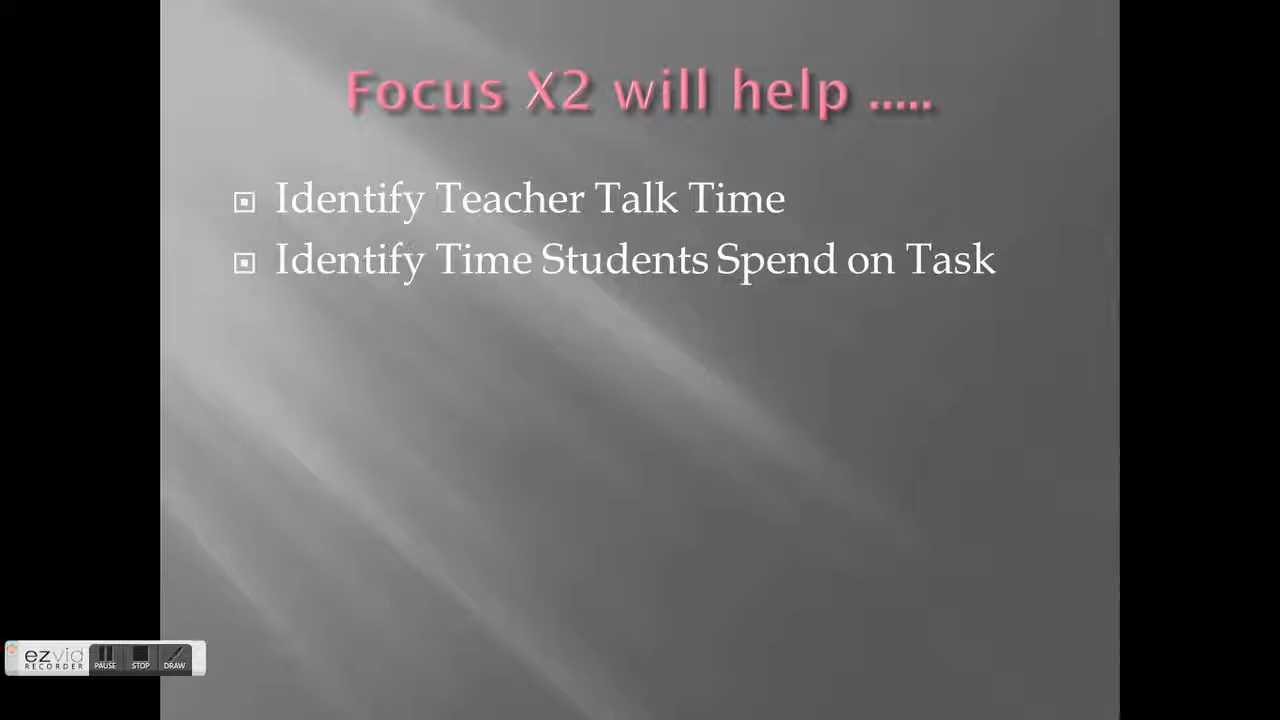 Focus X2 will help .....
Identify Teacher Talk Time
Identify Time Students Spend on Task
ezvid
RECORDER
PAUSE STOP DRAW